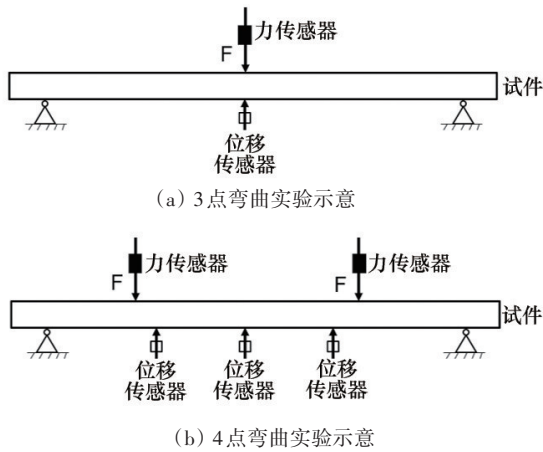 力传感器
F
试件
位移
传感器
（a）3点弯曲实验示意
力传感器 力传感器
F F
试件
位移 位移 位移
传感器 传感器 传感器
（b）4点弯曲实验示意